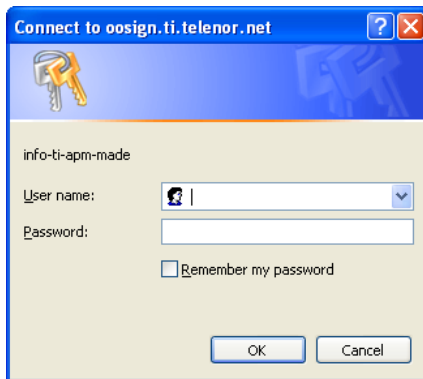 Connect to oosign.ti.telenor.net
info-ti-apm-made
User name:
Password:
Remember my password
OK
Cancel